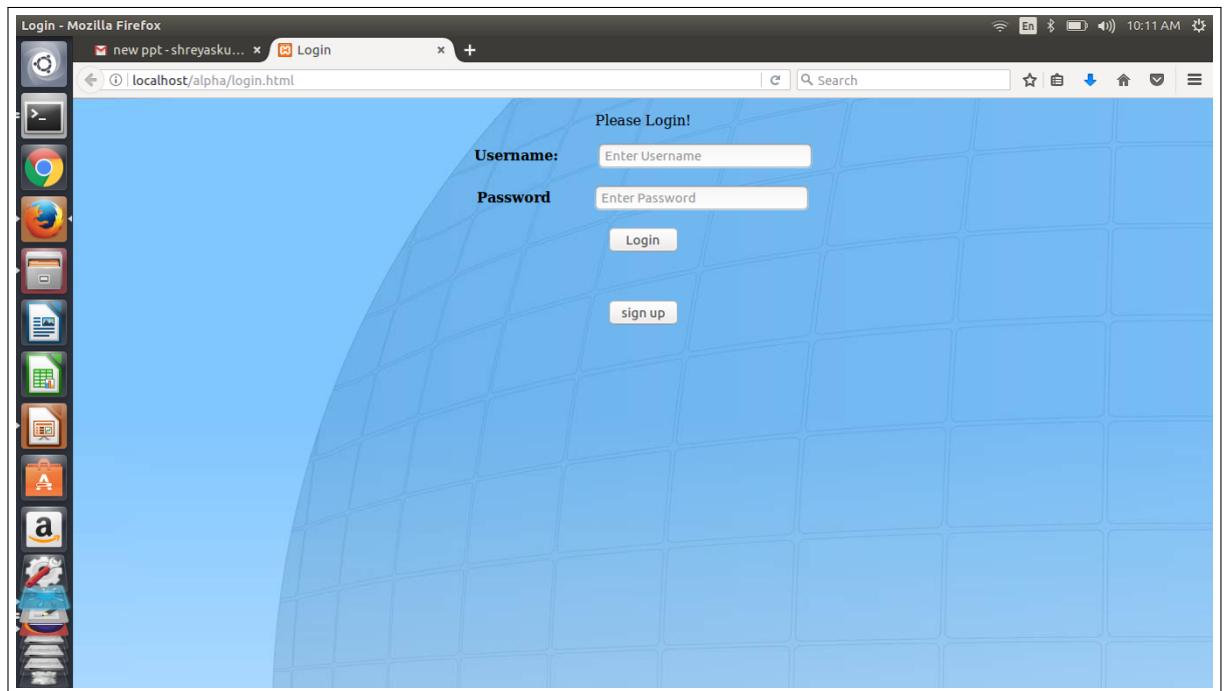 Login - Mozilla Firefox
En
10:11 AM
new ppt - shreyasku... ×
Login ×
+
localhost/alpha/login.html
Search
Please Login!
Username: Enter Username
Password Enter Password
Login
sign up